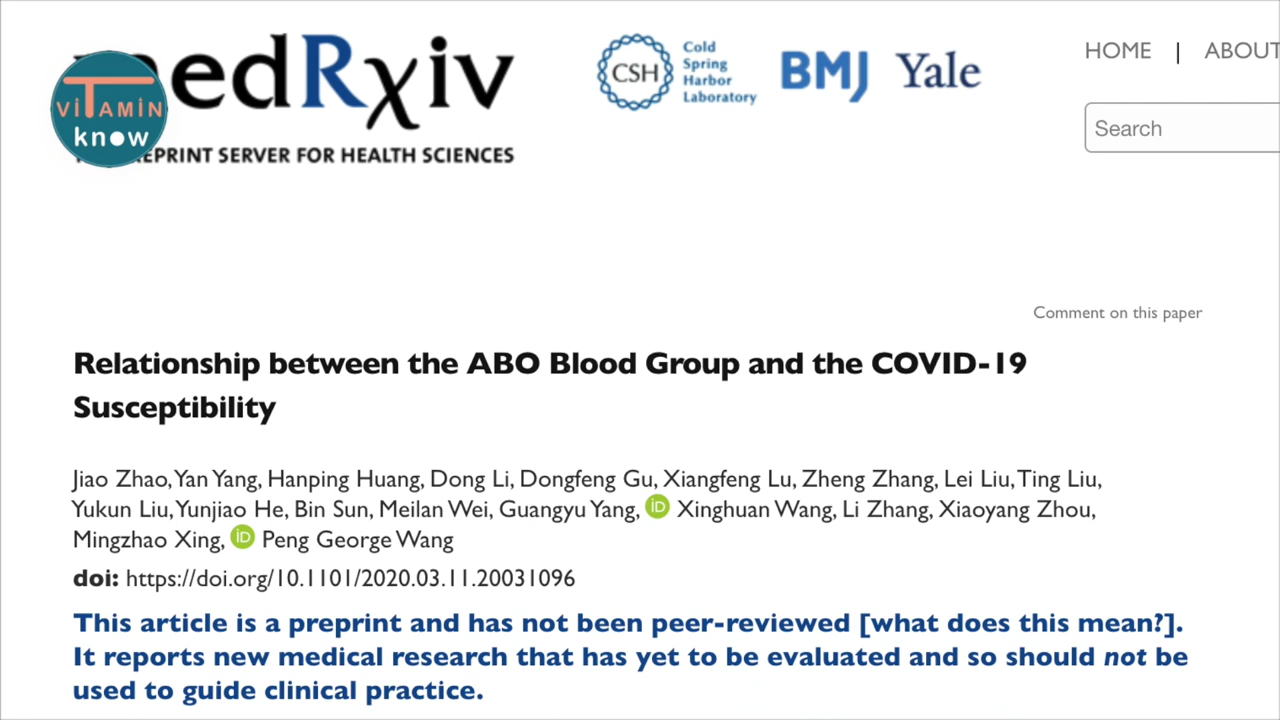 medRxiv
ViTAMiN
know
PREPRINT SERVER FOR HEALTH SCIENCES
CSH
Cold
Spring
Harbor
Laboratory
BMJ
Yale
HOME | ABOUT
Search
Comment on this paper
Relationship between the ABO Blood Group and the COVID-19
Susceptibility
Jiao Zhao, Yan Yang, Hanping Huang, Dong Li, Dongfeng Gu, Xiangfeng Lu, Zheng Zhang, Lei Liu, Ting Liu,
Yukun Liu, Yunjiao He, Bin Sun, Meilan Wei, Guangyu Yang, iD Xinghuan Wang, Li Zhang, Xiaoyang Zhou,
Mingzhao Xing, iD Peng George Wang
doi: https://doi.org/10.1101/2020.03.11.20031096
This article is a preprint and has not been peer-reviewed [what does this mean?].
It reports new medical research that has yet to be evaluated and so should not be
used to guide clinical practice.